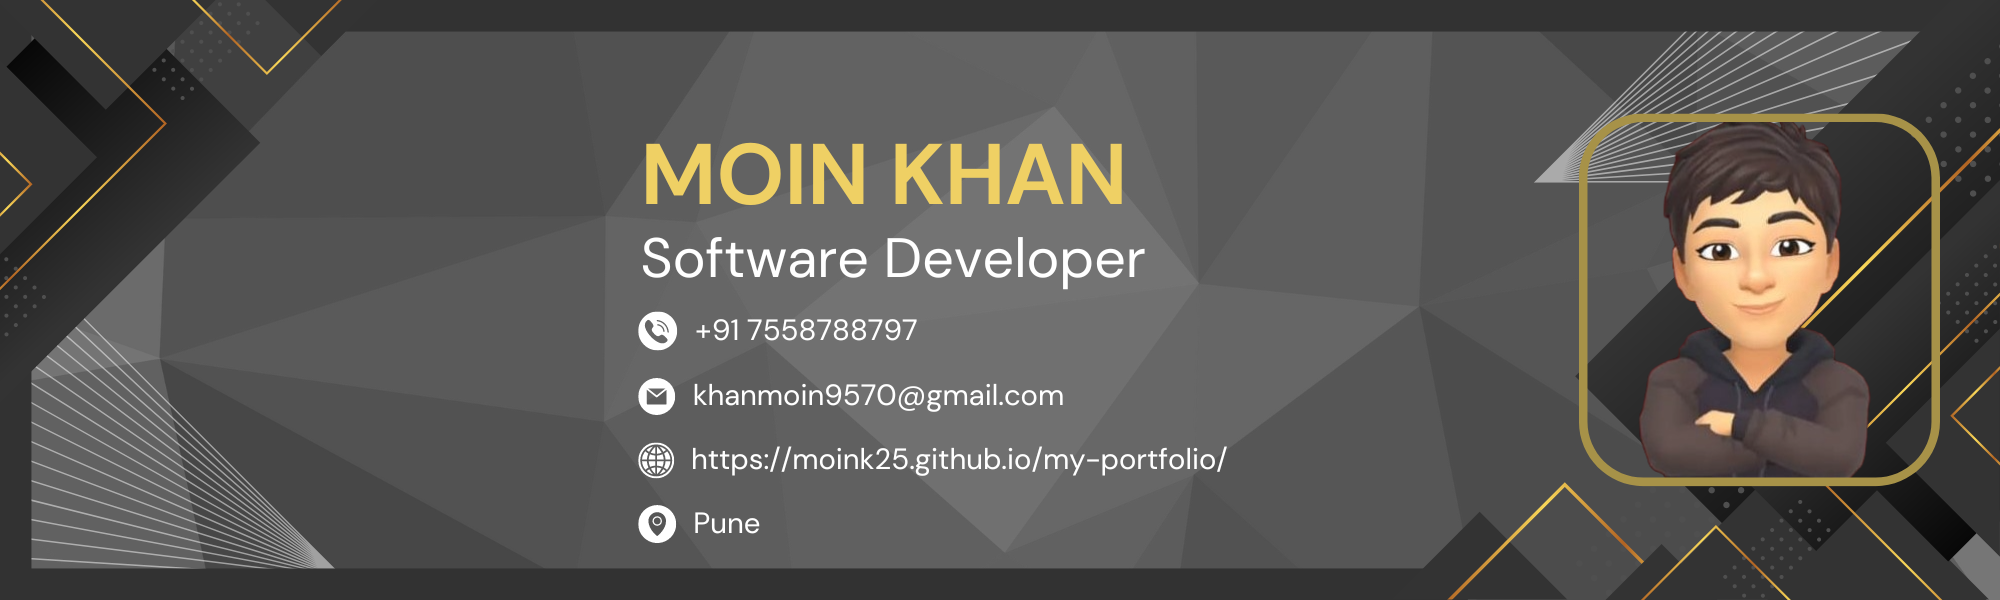 MOIN KHAN
Software Developer
+91 7558788797
khanmoin9570@gmail.com
https://moink25.github.io/my-portfolio/
Pune